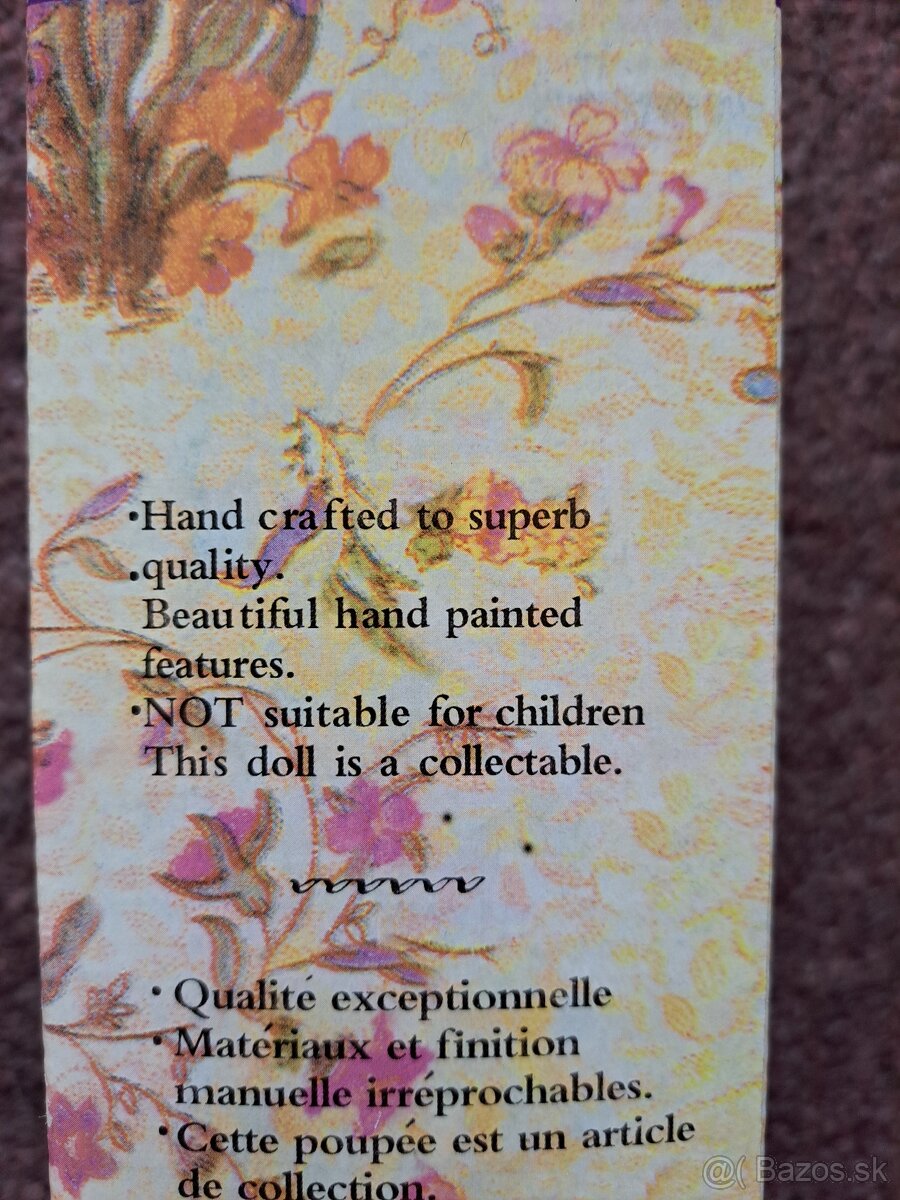 •Hand crafted to superb
.quality.
Beautiful hand painted
features.
•NOT suitable for children
This doll is a collectable.
• Qualité exceptionnelle
• Matériaux et finition
manuelle irréprochables.
• Cette poupée est un article
de collection.
@( Bazos.sk